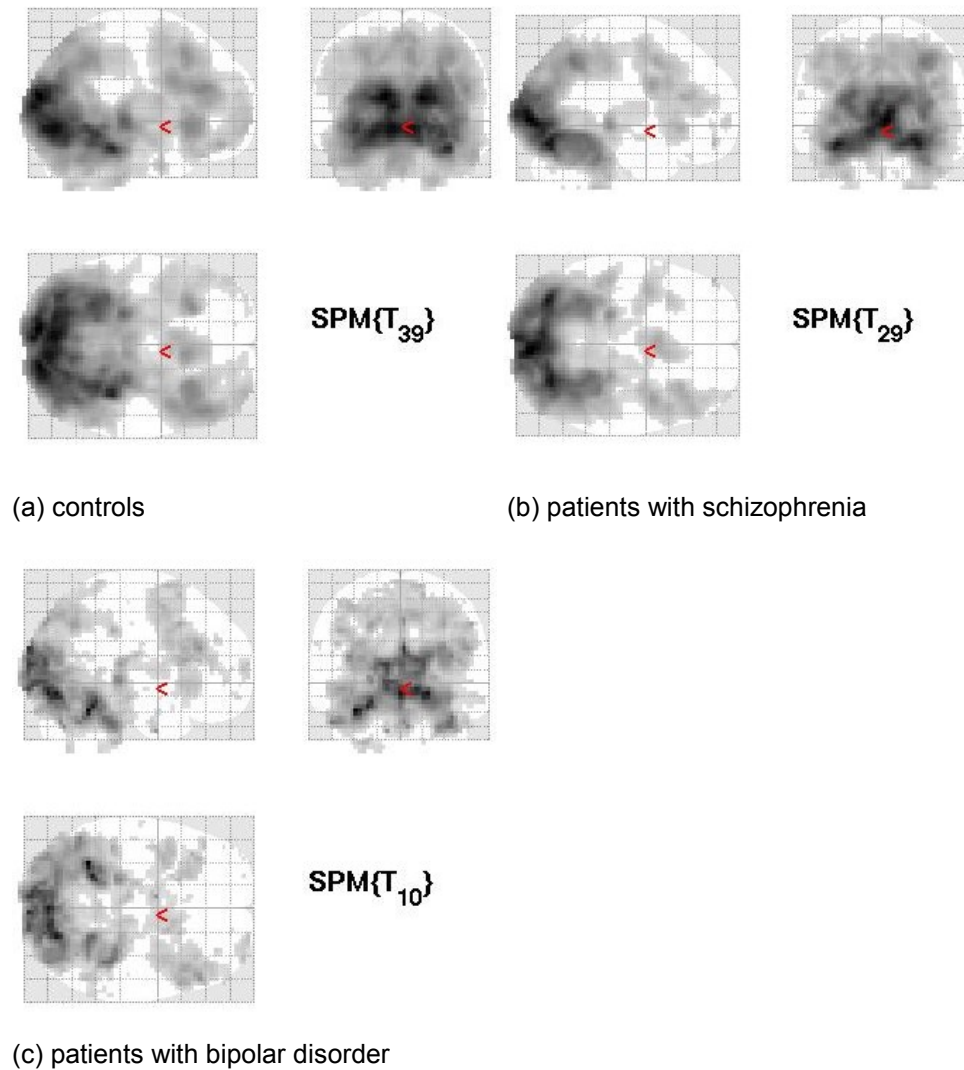 SPM{T39}
SPM{T29}
(a) controls
(b) patients with schizophrenia
SPM{T10}
(c) patients with bipolar disorder